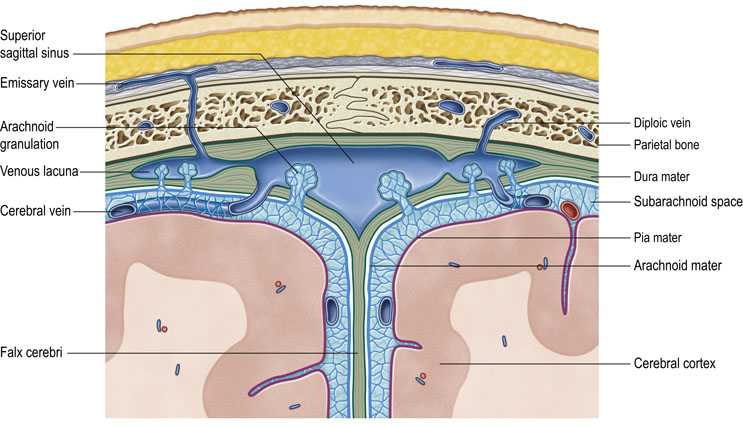 Superior
sagittal sinus
Emissary vein
Arachnoid
granulation
Venous lacuna
Cerebral vein
Falx cerebri
Diploic vein
Parietal bone
Dura mater
Subarachnoid space
Pia mater
Arachnoid mater
Cerebral cortex